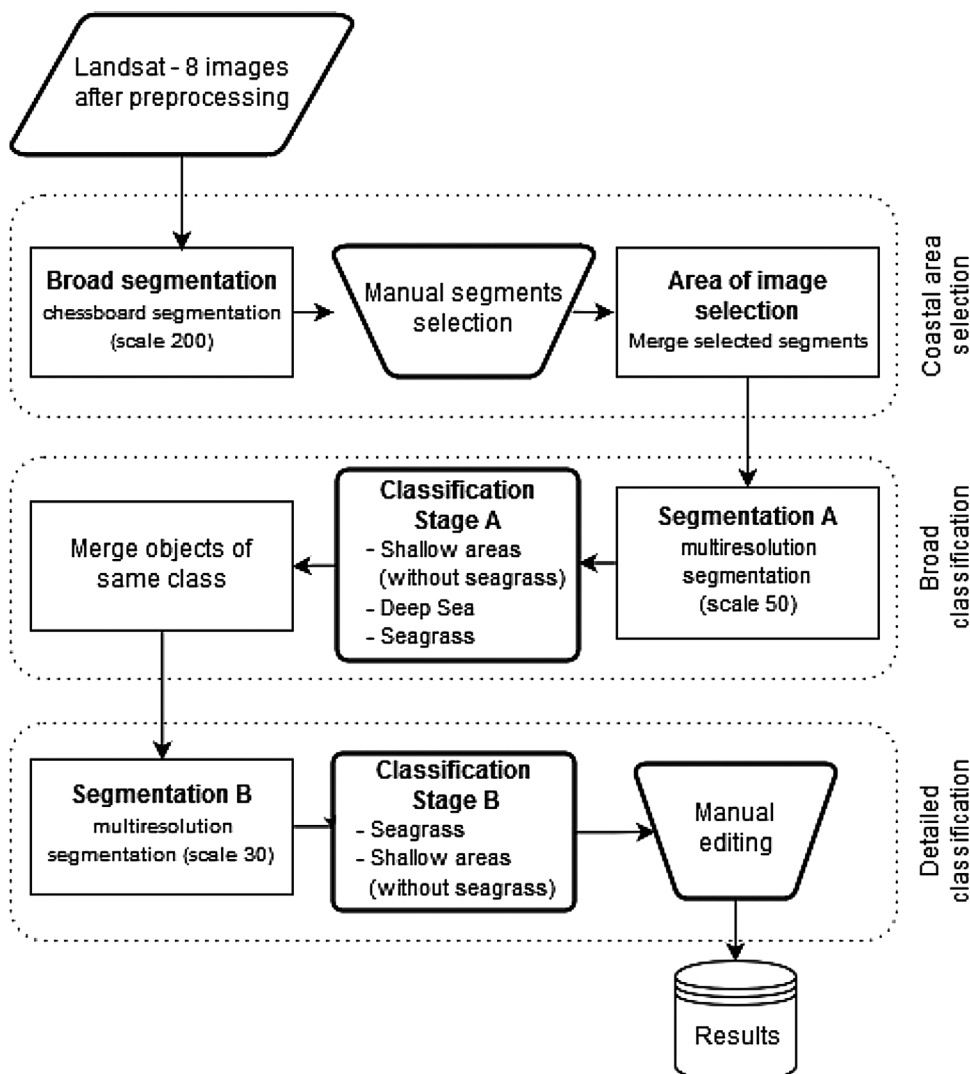 Landsat - 8 images
after preprocessing
Broad segmentation
chessboard segmentation
(scale 200)
Manual segments
selection
Area of image
selection
Merge selected segments
Coastal area
selection
Segmentation A
multiresolution
segmentation
(scale 50)
Classification
Stage A
- Shallow areas
(without seagrass)
- Deep Sea
- Seagrass
Merge objects of
same class
Broad
classification
Segmentation B
multiresolution
segmentation (scale 30)
Classification
Stage B
- Seagrass
- Shallow areas
(without seagrass)
Manual
editing
Detailed
classification
Results